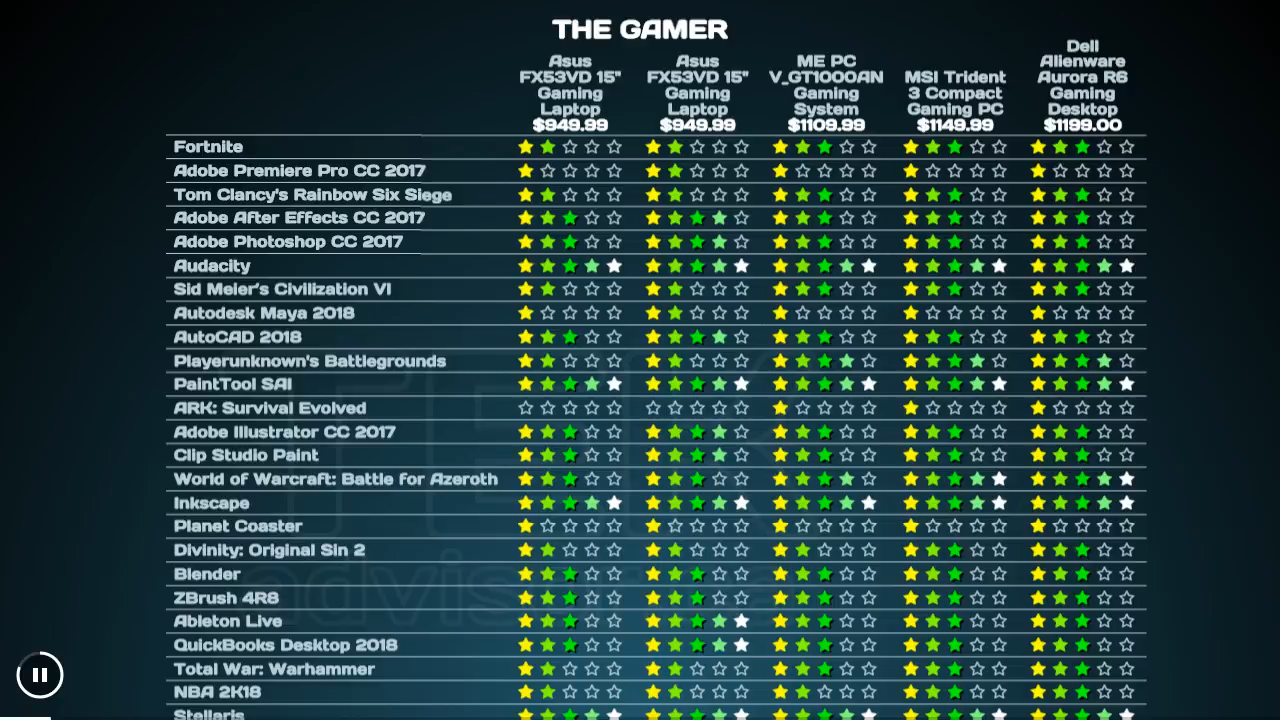 THE GAMER
Asus
FX53VD 15"
Gaming
Laptop
$949.99
Asus
FX53VD 15"
Gaming
Laptop
$949.99
ME PC
V_GT1000AN
Gaming
System
$1109.99
MSI Trident
3 Compact
Gaming PC
$1149.99
Dell
Alienware
Aurora R6
Gaming
Desktop
$1199.00
Fortnite
Adobe Premiere Pro CC 2017
Tom Clancy's Rainbow Six Siege
Adobe After Effects CC 2017
Adobe Photoshop CC 2017
Audacity
Sid Meier's Civilization VI
Autodesk Maya 2018
AutoCAD 2018
Playerunknown's Battlegrounds
PaintTool SAI
ARK: Survival Evolved
Adobe Illustrator CC 2017
Clip Studio Paint
World of Warcraft: Battle for Azeroth
Inkscape
Planet Coaster
Divinity: Original Sin 2
Blender
ZBrush 4R8
Ableton Live
QuickBooks Desktop 2018
Total War: Warhammer
NBA 2K18
Stellaris